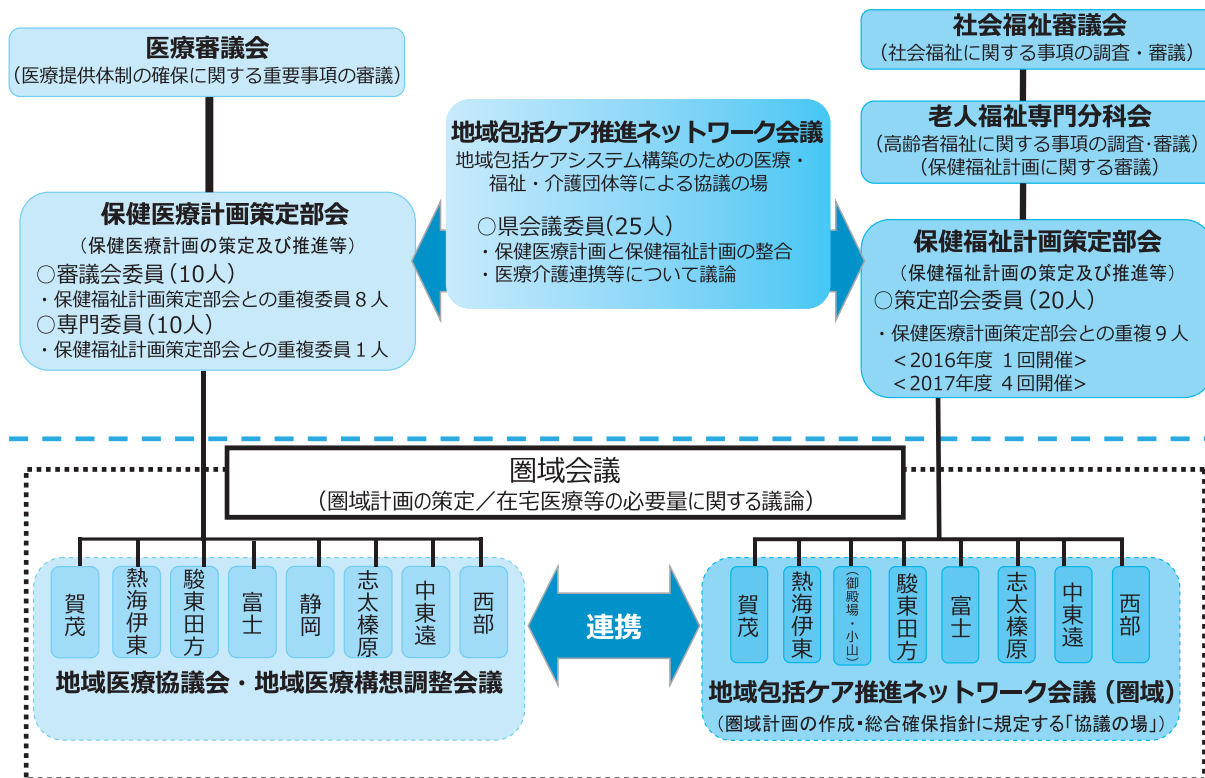 医療審議会
(医療提供体制の確保に関する重要事項の審議)
社会福祉審議会
(社会福祉に関する事項の調査・審議)
老人福祉専門分科会
(高齢者福祉に関する事項の調査・審議)
(保健福祉計画に関する審議)
地域包括ケア推進ネットワーク会議
地域包括ケアシステム構築のための医療・
福祉・介護団体等による協議の場
○県会議委員(25人)
・保健医療計画と保健福祉計画の整合
・医療介護連携等について議論
保健医療計画策定部会
(保健医療計画の策定及び推進等)
○審議会委員(10人)
・保健福祉計画策定部会との重複委員８人
○専門委員(10人)
・保健福祉計画策定部会との重複委員１人
保健福祉計画策定部会
(保健福祉計画の策定及び推進等)
○策定部会委員(20人)
・保健医療計画策定部会との重複９人
<2016年度 １回開催>
<2017年度 ４回開催>
圏域会議
(圏域計画の策定／在宅医療等の必要量に関する議論)
賀茂
熱海伊東
駿東田方
富士
静岡
志太榛原
中東遠
西部
地域医療協議会・地域医療構想調整会議
連携
賀茂
熱海伊東
(御殿場・小山)
駿東田方
富士
志太榛原
中東遠
西部
地域包括ケア推進ネットワーク会議(圏域)
(圏域計画の作成・総合確保指針に規定する「協議の場」)